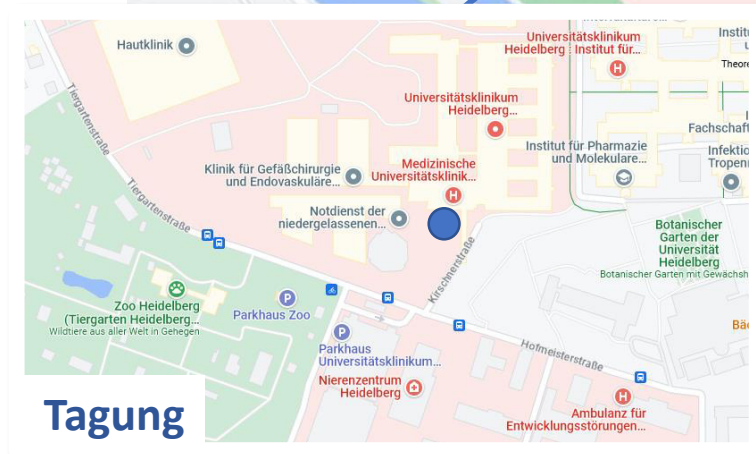 Hautklinik
Universitätsklinikum
Heidelberg : Institut für...
H
Theore
Universitätsklinikum
Heidelberg...
Fachschaft
Institut für Pharmazie
und Molekulare...
Medizinische
Universitätsklinik...
H
Klinik für Gefäßchirurgie
und Endovaskuläre...
Notdienst der
niedergelassenen...
Tiergartenstraße
Tiergartenstraße
Kirschnerstraße
Botanischer
Garten der
Universität
Heidelberg
Botanischer Garten mit Gewächsh
Zoo Heidelberg
(Tiergarten Heidelberg...
Wildtiere aus aller Welt in Gehegen
P
Parkhaus Zoo
P
Parkhaus
Universitätsklinikum...
Hofmeisterstraße
Nierenzentrum
Heidelberg
H
Ambulanz für
Entwicklungsstörungen...
Tagung